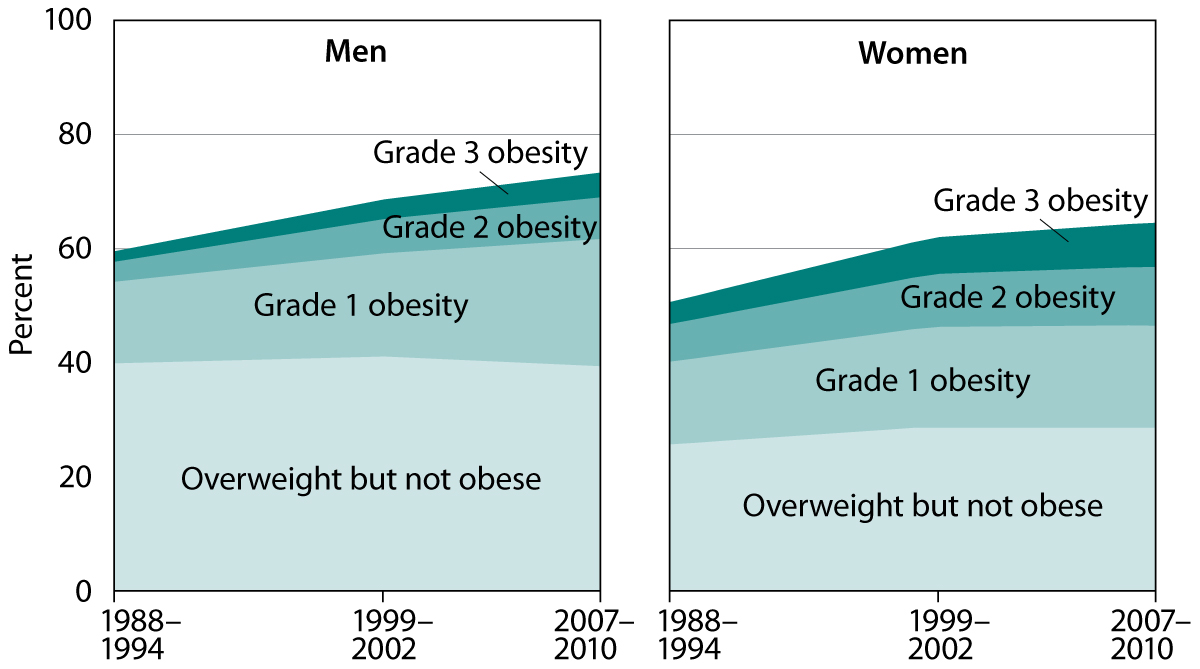 100
80
60
40
20
0
Percent
Men
Grade 3 obesity
Grade 2 obesity
Grade 1 obesity
Overweight but not obese
1988–
1994
1999–
2002
2007–
2010
Women
Grade 3 obesity
Grade 2 obesity
Grade 1 obesity
Overweight but not obese
1988–
1994
1999–
2002
2007–
2010